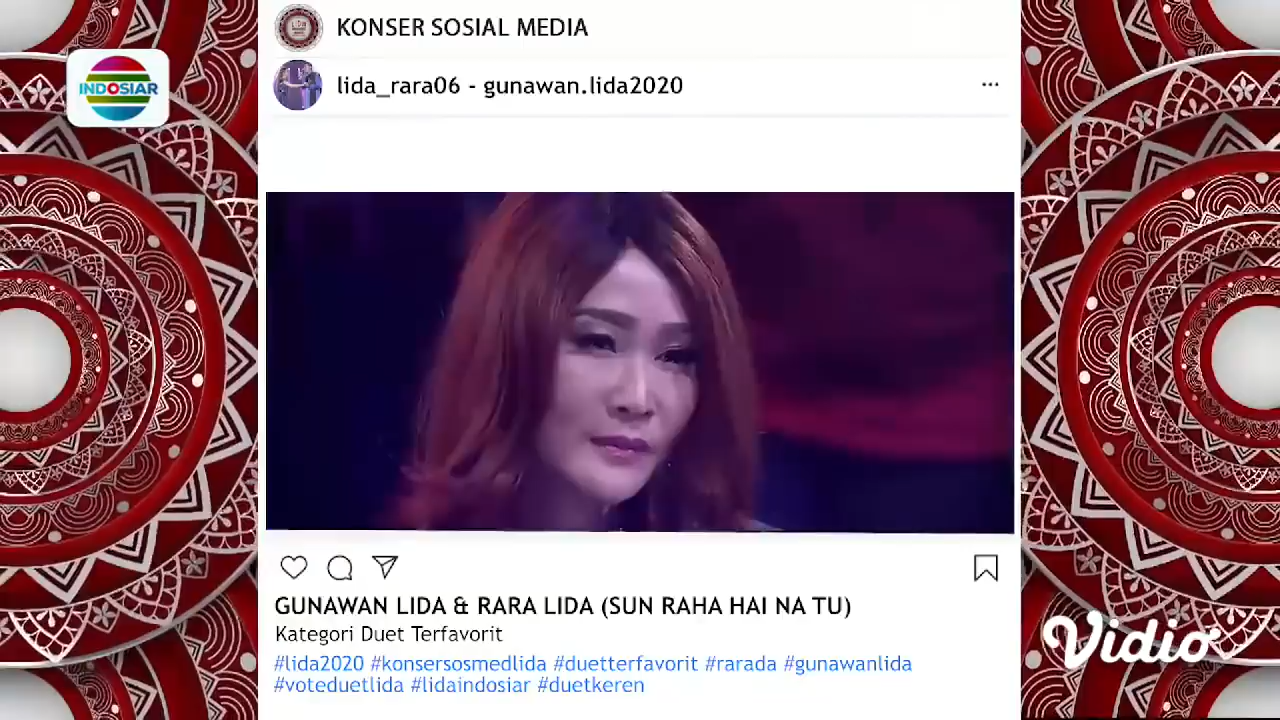 KONSER SOSIAL MEDIA
INDOSIAR
lida_rara06 - gunawan.lida2020
GUNAWAN LIDA & RARA LIDA (SUN RAHA HAI NA TU)
Kategori Duet Terfavorit
#lida2020 #konsersosmedlida #duetterfavorit #rarada #gunawanlida
#voteduetlida #lidaindosiar #duetkeren
Vidio